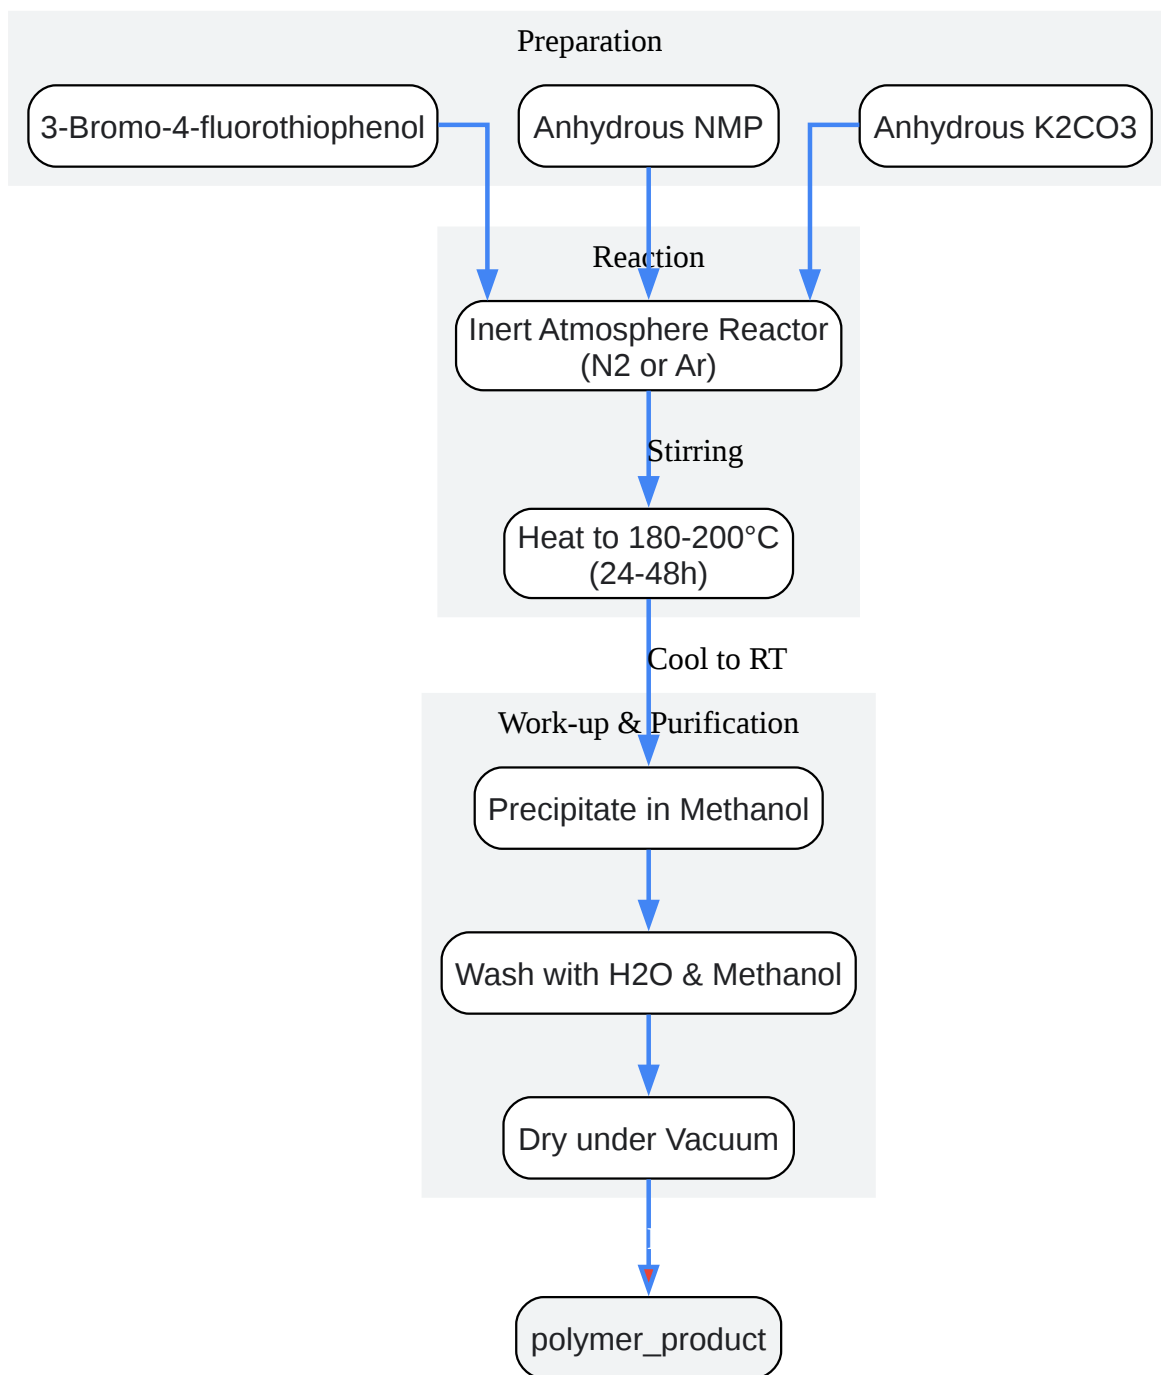 Preparation
3-Bromo-4-fluorothiophenol
Anhydrous NMP
Anhydrous K2CO3
Reaction
Inert Atmosphere Reactor
(N2 or Ar)
Stirring
Heat to 180-200°C
(24-48h)
Cool to RT
Work-up & Purification
Precipitate in Methanol
Wash with H2O & Methanol
Dry under Vacuum
polymer_product